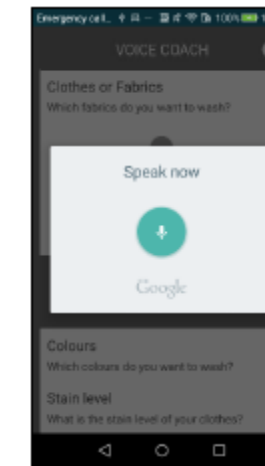 Emergency call..
100%
VOICE COACH
Clothes or Fabrics
Which fabrics do you want to wash?
Speak now
Google
Colours
Which colours do you want to wash?
Stain level
What is the stain level of your clothes?